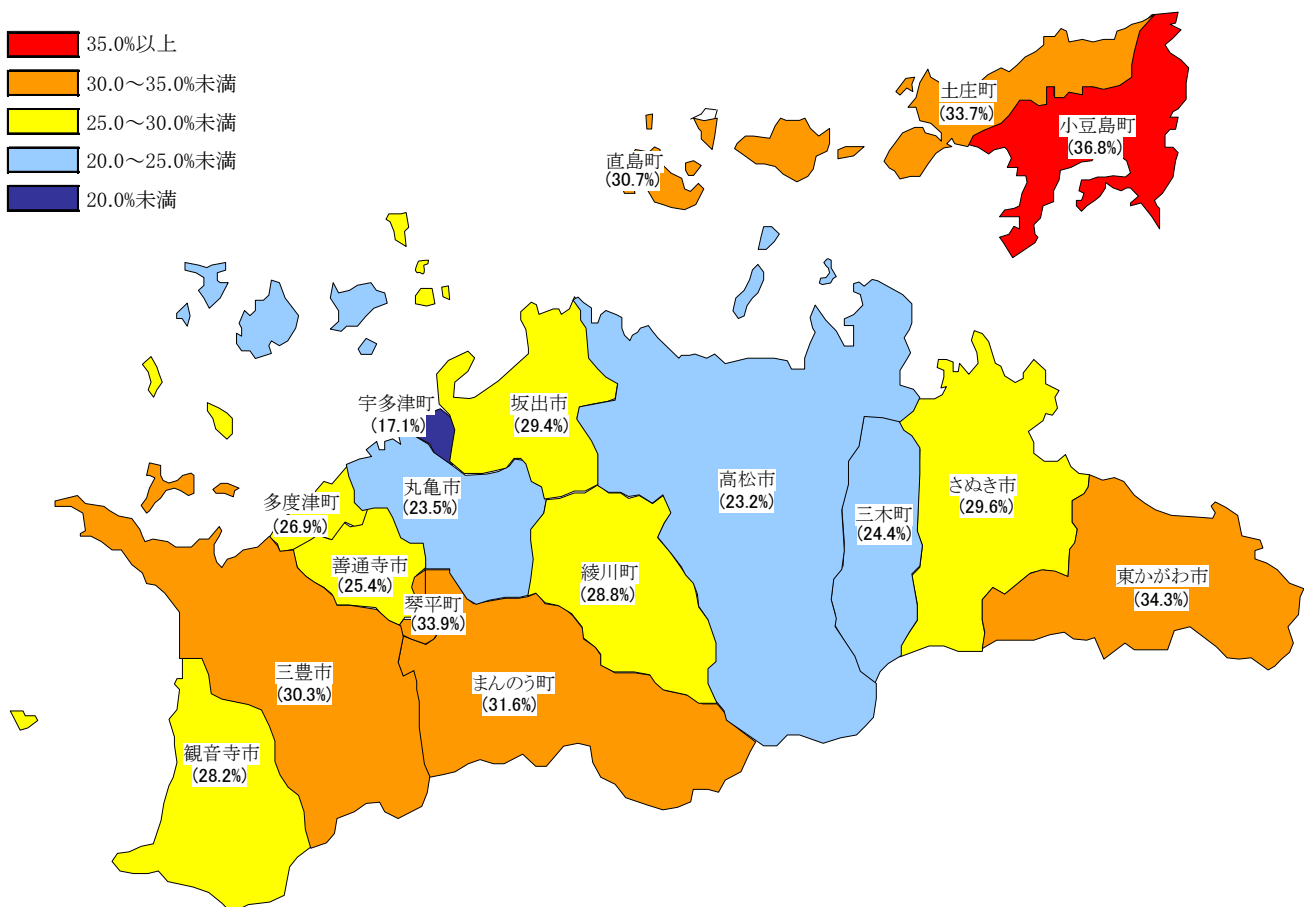 35.0%以上
30.0～35.0%未満
25.0～30.0%未満
20.0～25.0%未満
20.0%未満
土庄町
(33.7%)
小豆島町
(36.8%)
直島町
(30.7%)
宇多津町
(17.1%)
坂出市
(29.4%)
丸亀市
(23.5%)
高松市
(23.2%)
さぬき市
(29.6%)
多度津町
(26.9%)
三木町
(24.4%)
善通寺市
(25.4%)
綾川町
(28.8%)
東かがわ市
(34.3%)
琴平町
(33.9%)
三豊市
(30.3%)
まんのう町
(31.6%)
観音寺市
(28.2%)